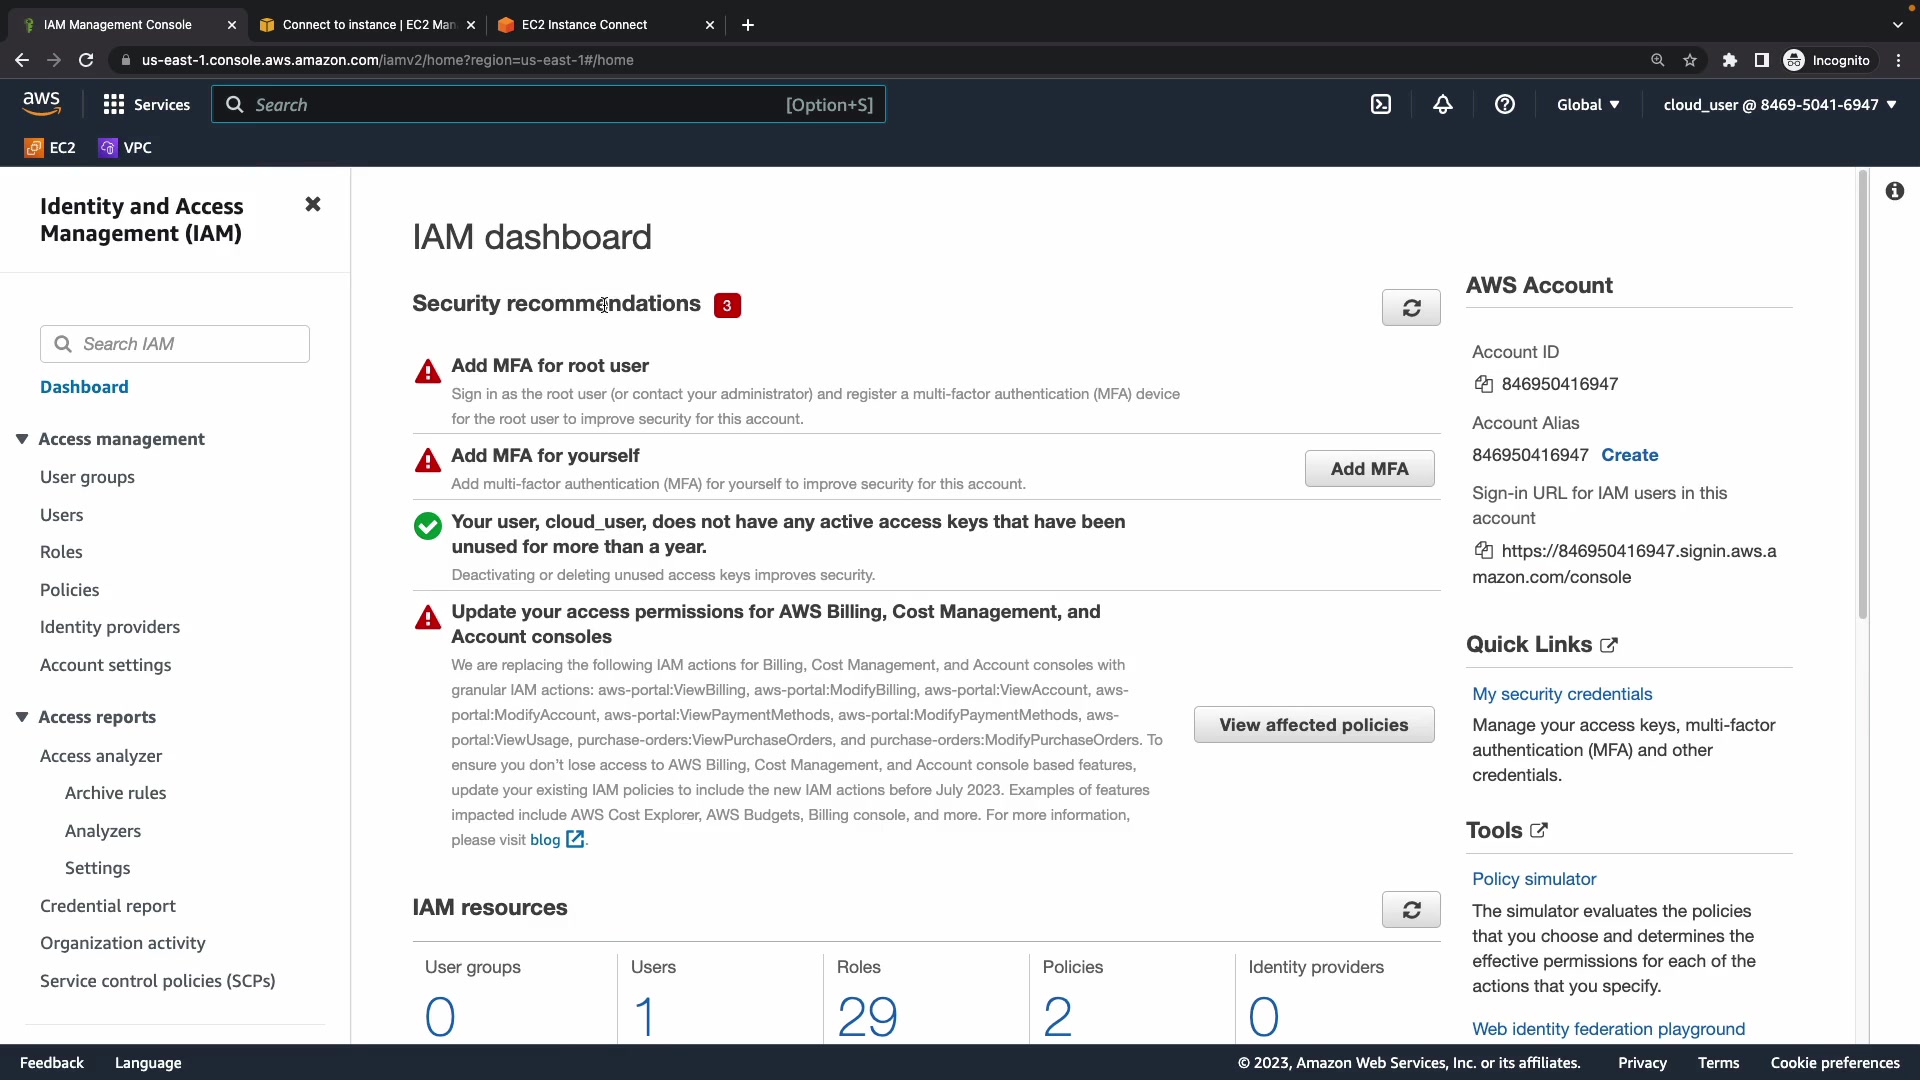 IAM Management Console
Connect to instance | EC2 Man
EC2 Instance Connect
us-east-1.console.aws.amazon.com/iamv2/home?region=us-east-1#/home
Incognito
aws
Services
Search
[Option+S]
Global
cloud_user @ 8469-5041-6947
EC2
VPC
Identity and Access
Management (IAM)
Search IAM
Dashboard
Access management
User groups
Users
Roles
Policies
Identity providers
Account settings
Access reports
Access analyzer
Archive rules
Analyzers
Settings
Credential report
Organization activity
Service control policies (SCPs)
IAM dashboard
Security recommendations 3
Add MFA for root user
Sign in as the root user (or contact your administrator) and register a multi-factor authentication (MFA) device
for the root user to improve security for this account.
Add MFA for yourself
Add multi-factor authentication (MFA) for yourself to improve security for this account.
Add MFA
Your user, cloud_user, does not have any active access keys that have been
unused for more than a year.
Deactivating or deleting unused access keys improves security.
Update your access permissions for AWS Billing, Cost Management, and
Account consoles
We are replacing the following IAM actions for Billing, Cost Management, and Account consoles with
granular IAM actions: aws-portal:ViewBilling, aws-portal:ModifyBilling, aws-portal:ViewAccount, aws-
portal:ModifyAccount, aws-portal:ViewPaymentMethods, aws-portal:ModifyPaymentMethods, aws-
portal:ViewUsage, purchase-orders:ViewPurchaseOrders, and purchase-orders:ModifyPurchaseOrders. To
ensure you don't lose access to AWS Billing, Cost Management, and Account console based features,
update your existing IAM policies to include the new IAM actions before July 2023. Examples of features
impacted include AWS Cost Explorer, AWS Budgets, Billing console, and more. For more information,
please visit blog .
View affected policies
IAM resources
User groups
0
Users
1
Roles
29
Policies
2
Identity providers
0
AWS Account
Account ID
846950416947
Account Alias
846950416947 Create
Sign-in URL for IAM users in this
account
https://846950416947.signin.aws.a
mazon.com/console
Quick Links
My security credentials
Manage your access keys, multi-factor
authentication (MFA) and other
credentials.
Tools
Policy simulator
The simulator evaluates the policies
that you choose and determines the
effective permissions for each of the
actions that you specify.
Web identity federation playground
Feedback
Language
© 2023, Amazon Web Services, Inc. or its affiliates.
Privacy
Terms
Cookie preferences